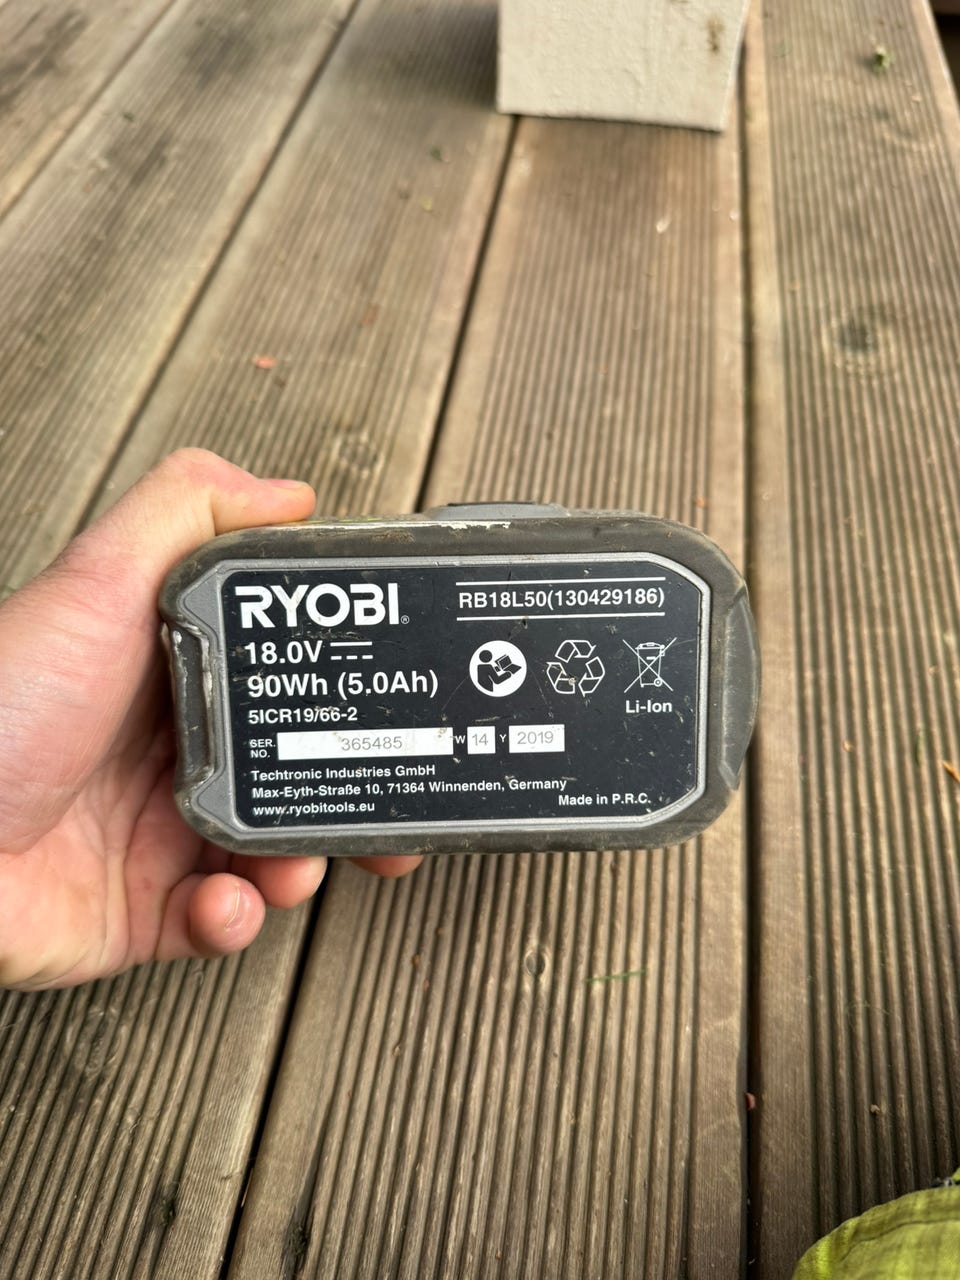 RYOBI®
RB18L50(130429186)
18.0V
90Wh (5.0Ah)
5ICR19/66-2
Li-Ion
SER. NO. 365485 W 14 Y 2019
Techtronic Industries GmbH
Max-Eyth-Straße 10, 71364 Winnenden, Germany
www.ryobitools.eu
Made in P.R.C.